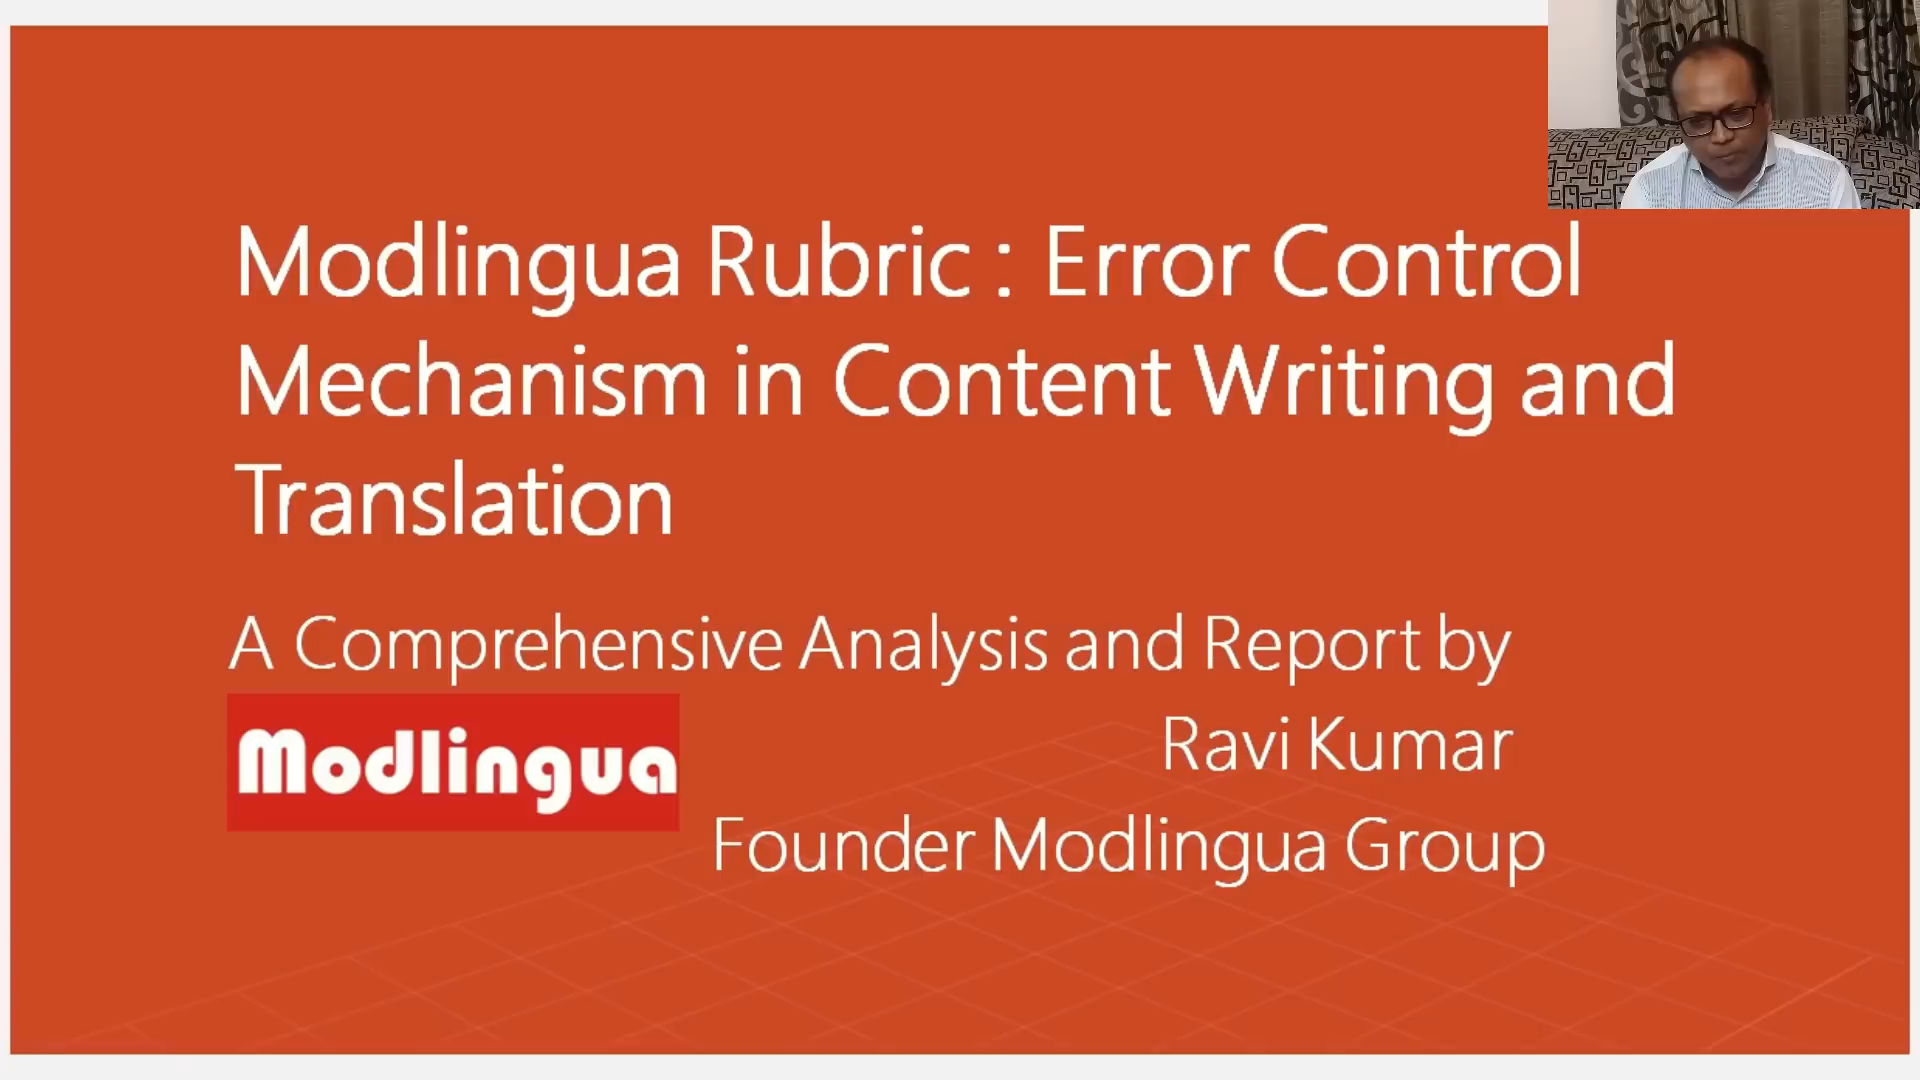 Modlingua Rubric : Error Control
Mechanism in Content Writing and
Translation
A Comprehensive Analysis and Report by
Modlingua
Ravi Kumar
Founder Modlingua Group